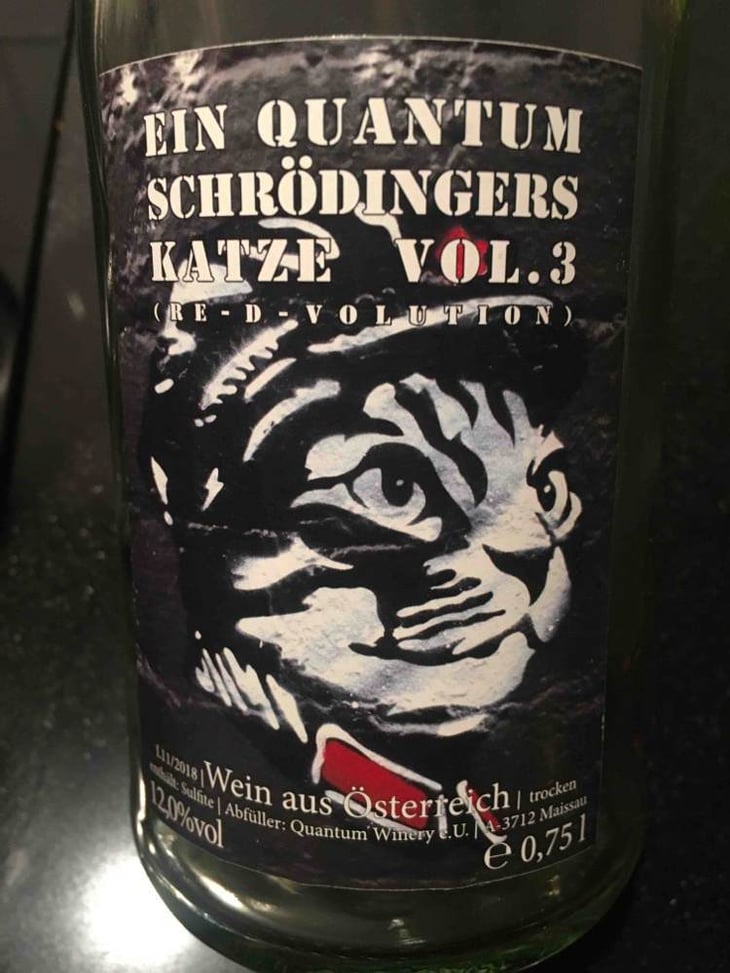 EIN QUANTUM
SCHRÖDINGERS
KATZE VOL.3
(RE-D-VOLUTION)
L11/2018 | Wein aus Österreich | trocken
enthält: Sulfite | Abfüller: Quantum Winery e.U. | A-3712 Maissau
12,0%vol
℮ 0,75 l